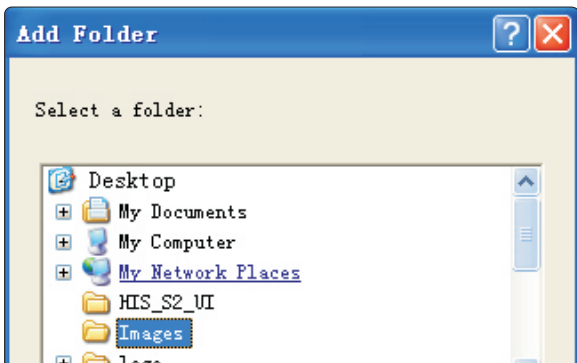 Add Folder
Select a folder:
Desktop
My Documents
My Computer
My Network Places
HIS_S2_UI
Images